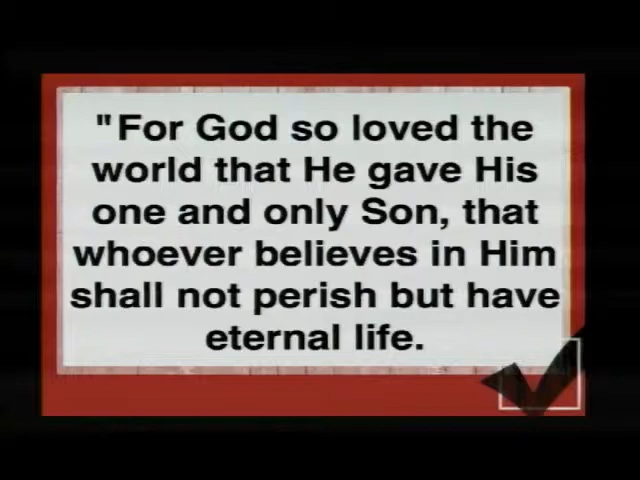 "For God so loved the
world that He gave His
one and only Son, that
whoever believes in Him
shall not perish but have
eternal life.